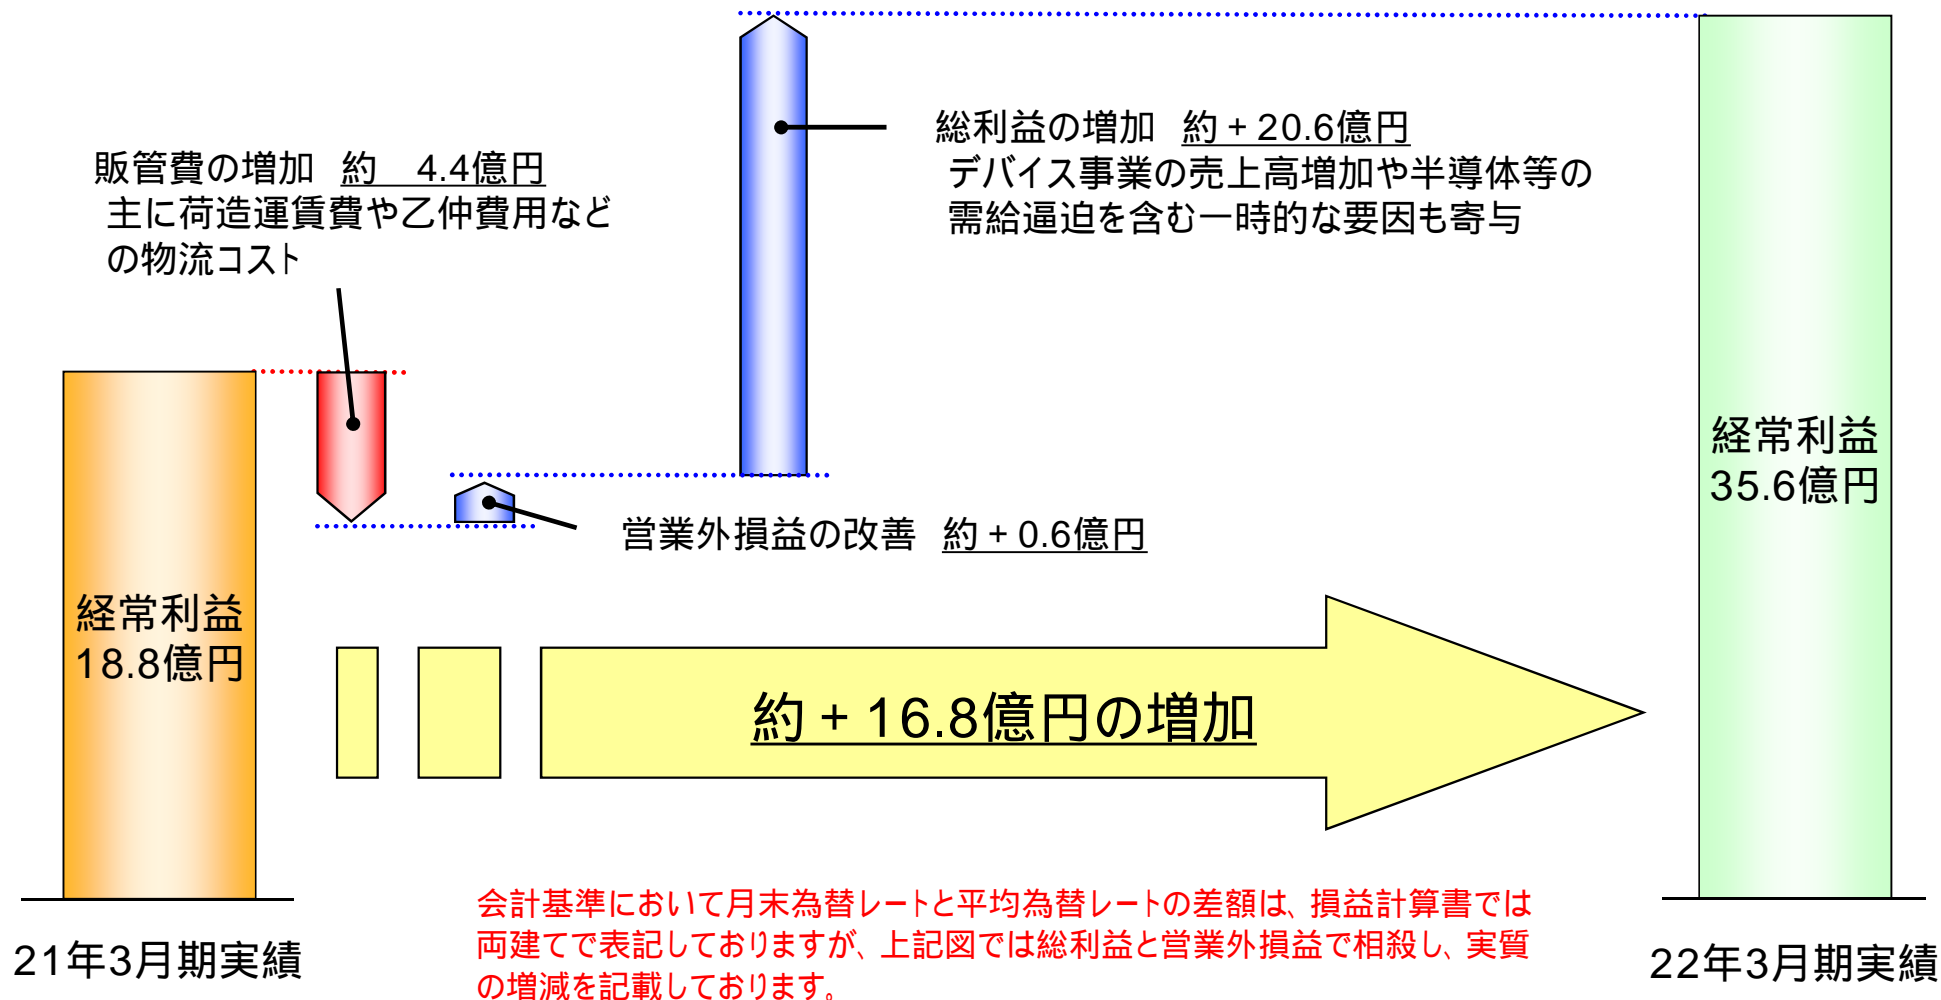 販管費の増加 約 4.4億円
主に荷造運賃費や乙仲費用など
の物流コスト
総利益の増加 約+20.6億円
デバイス事業の売上高増加や半導体等の
需給逼迫を含む一時的な要因も寄与
営業外損益の改善 約+0.6億円
経常利益
18.8億円
経常利益
35.6億円
約+16.8億円の増加
会計基準において月末為替レートと平均為替レートの差額は、損益計算書では
両建てで表記しておりますが、上記図では総利益と営業外損益で相殺し、実質
の増減を記載しております。
21年3月期実績
22年3月期実績